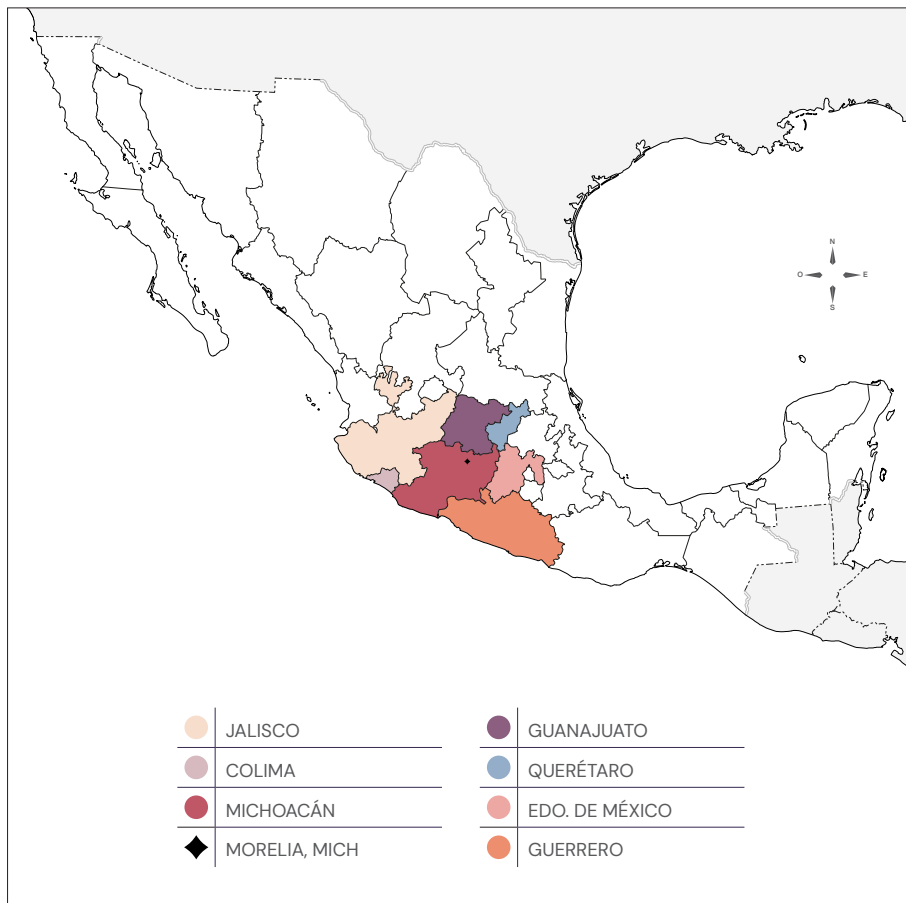 N
O
E
S
JALISCO
COLIMA
MICHOACÁN
MORELIA, MICH
GUANAJUATO
QUERÉTARO
EDO. DE MÉXICO
GUERRERO